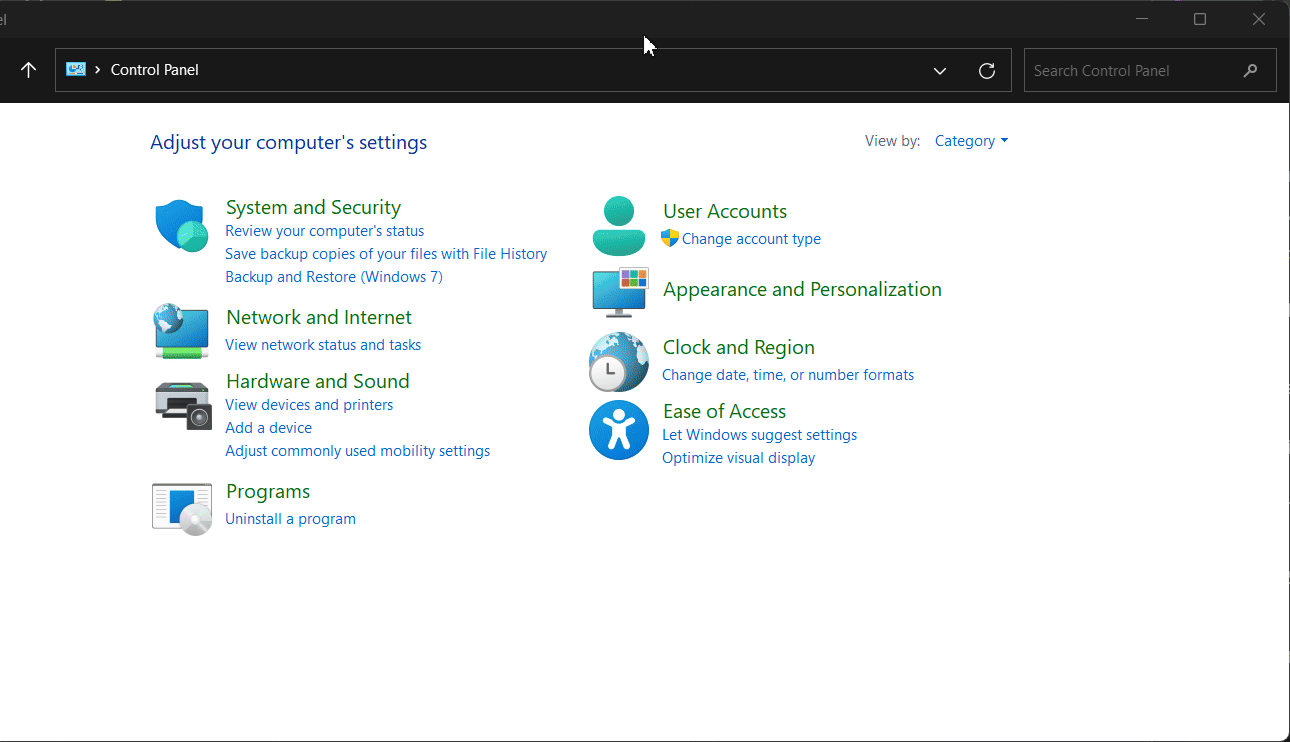 el
Control Panel
Search Control Panel
Adjust your computer's settings
View by: Category
System and Security
Review your computer's status
Save backup copies of your files with File History
Backup and Restore (Windows 7)
Network and Internet
View network status and tasks
Hardware and Sound
View devices and printers
Add a device
Adjust commonly used mobility settings
Programs
Uninstall a program
User Accounts
Change account type
Appearance and Personalization
Clock and Region
Change date, time, or number formats
Ease of Access
Let Windows suggest settings
Optimize visual display